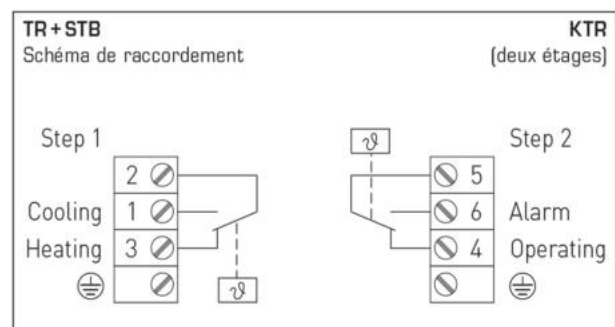 TR+STB
KTR
Schéma de raccordement
(deux étages)
Step 1
2
Cooling 1
Heating 3
ϑ
ϑ
Step 2
5
6 Alarm
4 Operating